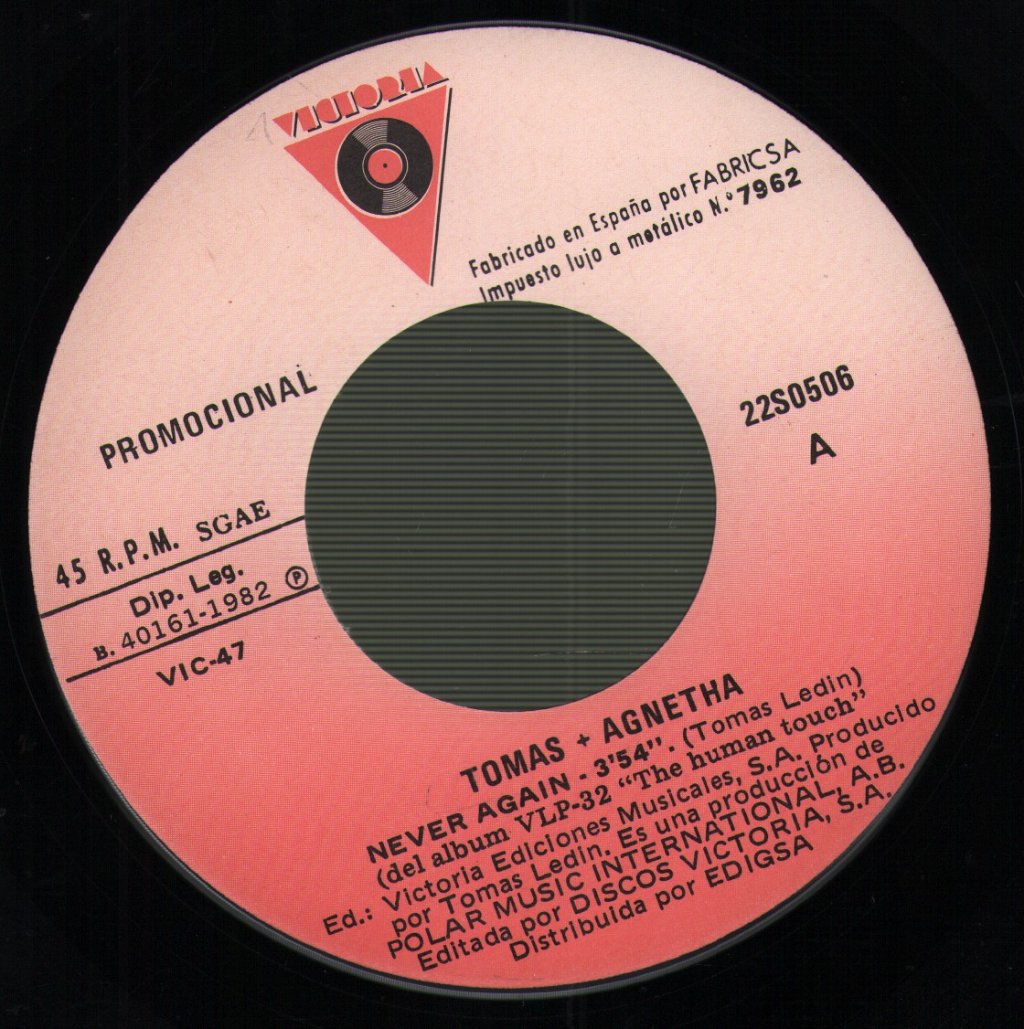 VICTORIA
Fabricado en España por FABRICSA
Impuesto lujo a metálico N.º 7962
PROMOCIONAL
22S0506
A
45 R.P.M. SGAE
Dip. Leg.
B. 40161-1982 Ⓟ
VIC-47
TOMAS + AGNETHA
NEVER AGAIN - 3'54". (Tomas Ledin)
(del album VLP-32 "The human touch"
Ed.: Victoria Ediciones Musicales, S.A. Producido
por Tomas Ledin. Es una producción de
POLAR MUSIC INTERNATIONAL, A.B.
Editada por DISCOS VICTORIA, S.A.
Distribuida por EDIGSA